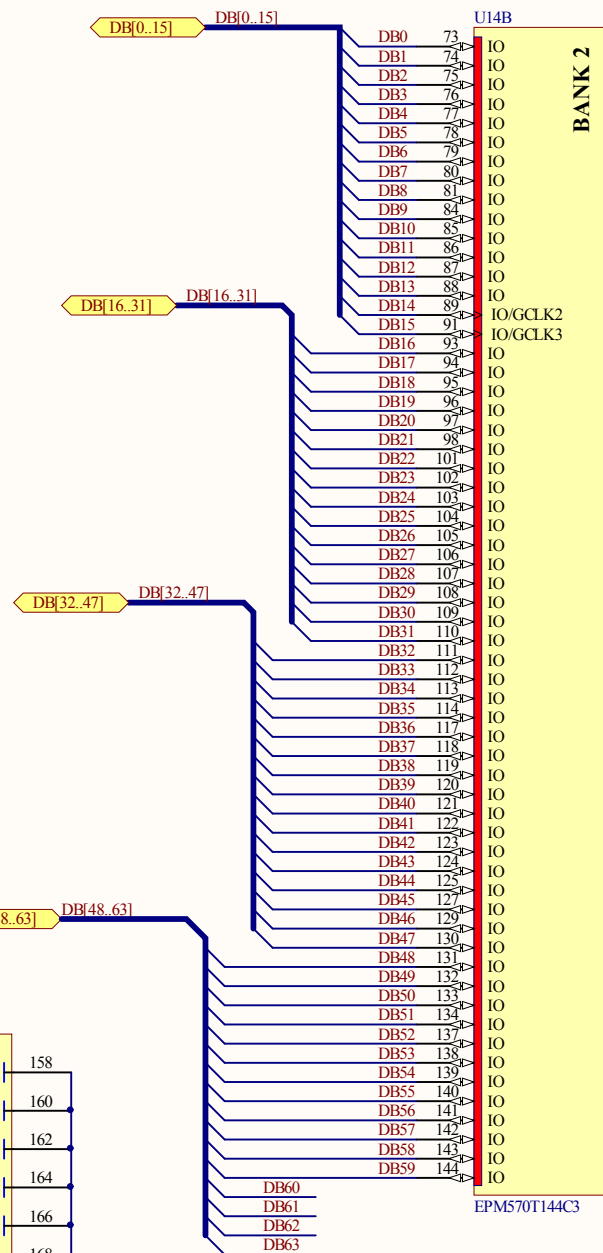 U14B
DB[0..15] DB[0..15]
BANK 2
DB0 73 IO
DB1 74 IO
DB2 75 IO
DB3 76 IO
DB4 77 IO
DB5 78 IO
DB6 79 IO
DB7 80 IO
DB8 81 IO
DB9 84 IO
DB10 85 IO
DB11 86 IO
DB12 87 IO
DB13 88 IO
DB14 89 IO/GCLK2
DB15 91 IO/GCLK3
DB[16..31] DB[16..31]
DB16 93 IO
DB17 94 IO
DB18 95 IO
DB19 96 IO
DB20 97 IO
DB21 98 IO
DB22 101 IO
DB23 102 IO
DB24 103 IO
DB25 104 IO
DB26 105 IO
DB27 106 IO
DB28 107 IO
DB29 108 IO
DB30 109 IO
DB31 110 IO
DB[32..47] DB[32..47]
DB32 111 IO
DB33 112 IO
DB34 113 IO
DB35 114 IO
DB36 117 IO
DB37 118 IO
DB38 119 IO
DB39 120 IO
DB40 121 IO
DB41 122 IO
DB42 123 IO
DB43 124 IO
DB44 125 IO
DB45 127 IO
DB46 129 IO
DB47 130 IO
8..63] DB[48..63]
DB48 131 IO
DB49 132 IO
DB50 133 IO
DB51 134 IO
DB52 137 IO
DB53 138 IO
DB54 139 IO
DB55 140 IO
DB56 141 IO
DB57 142 IO
DB58 143 IO
DB59 144 IO
DB60
DB61
DB62
DB63
EPM570T144C3
158
160
162
164
166
168